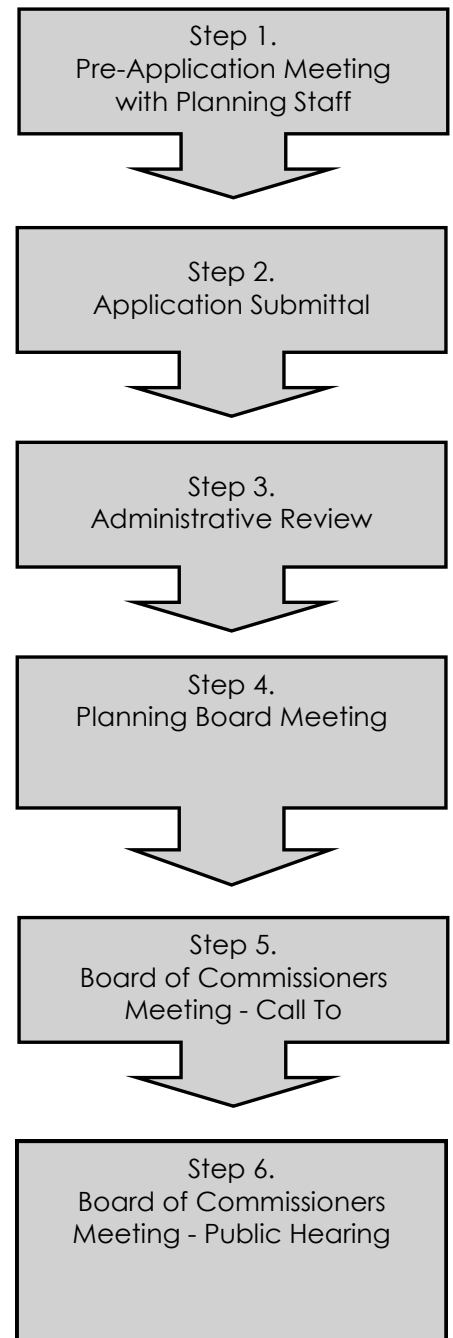 Step 1.
Pre-Application Meeting
with Planning Staff
Step 2.
Application Submittal
Step 3.
Administrative Review
Step 4.
Planning Board Meeting
Step 5.
Board of Commissioners
Meeting - Call To
Step 6.
Board of Commissioners
Meeting - Public Hearing